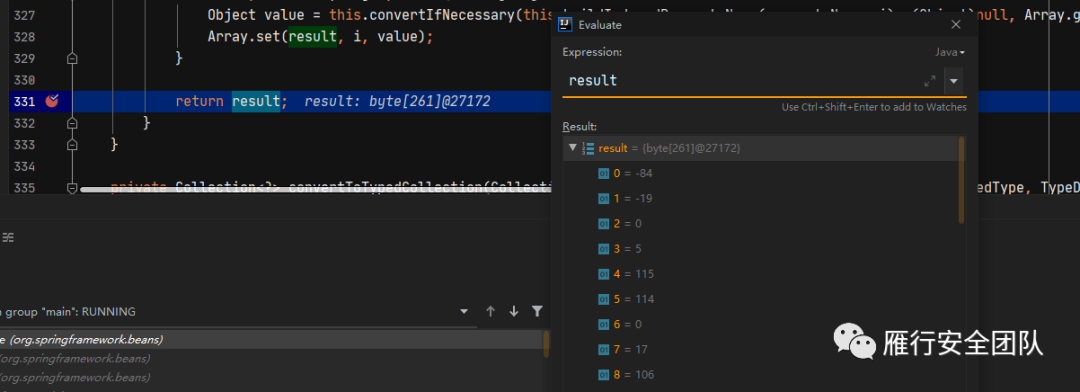 327
Object value = this.convertIfNecessary(this. (Object)null, Array.g
328 Array.set(result, i, value);
329 }
330
331 return result; result: byte[261]@27172
332 }
333 }
334
335 private Collection<?> convertToTypedCollection(Collecti edType, TypeD
n group "main": RUNNING
e (org.springframework.beans)
(org.springframework.beans)
(org.springframework.beans)
Evaluate
Expression:
Java
result
Use Ctrl+Shift+Enter to add to Watches
Result:
result = {byte[261]@27172}
0 = -84
1 = -19
2 = 0
3 = 5
4 = 115
5 = 114
6 = 0
7 = 17
8 = 106
雁行安全团队